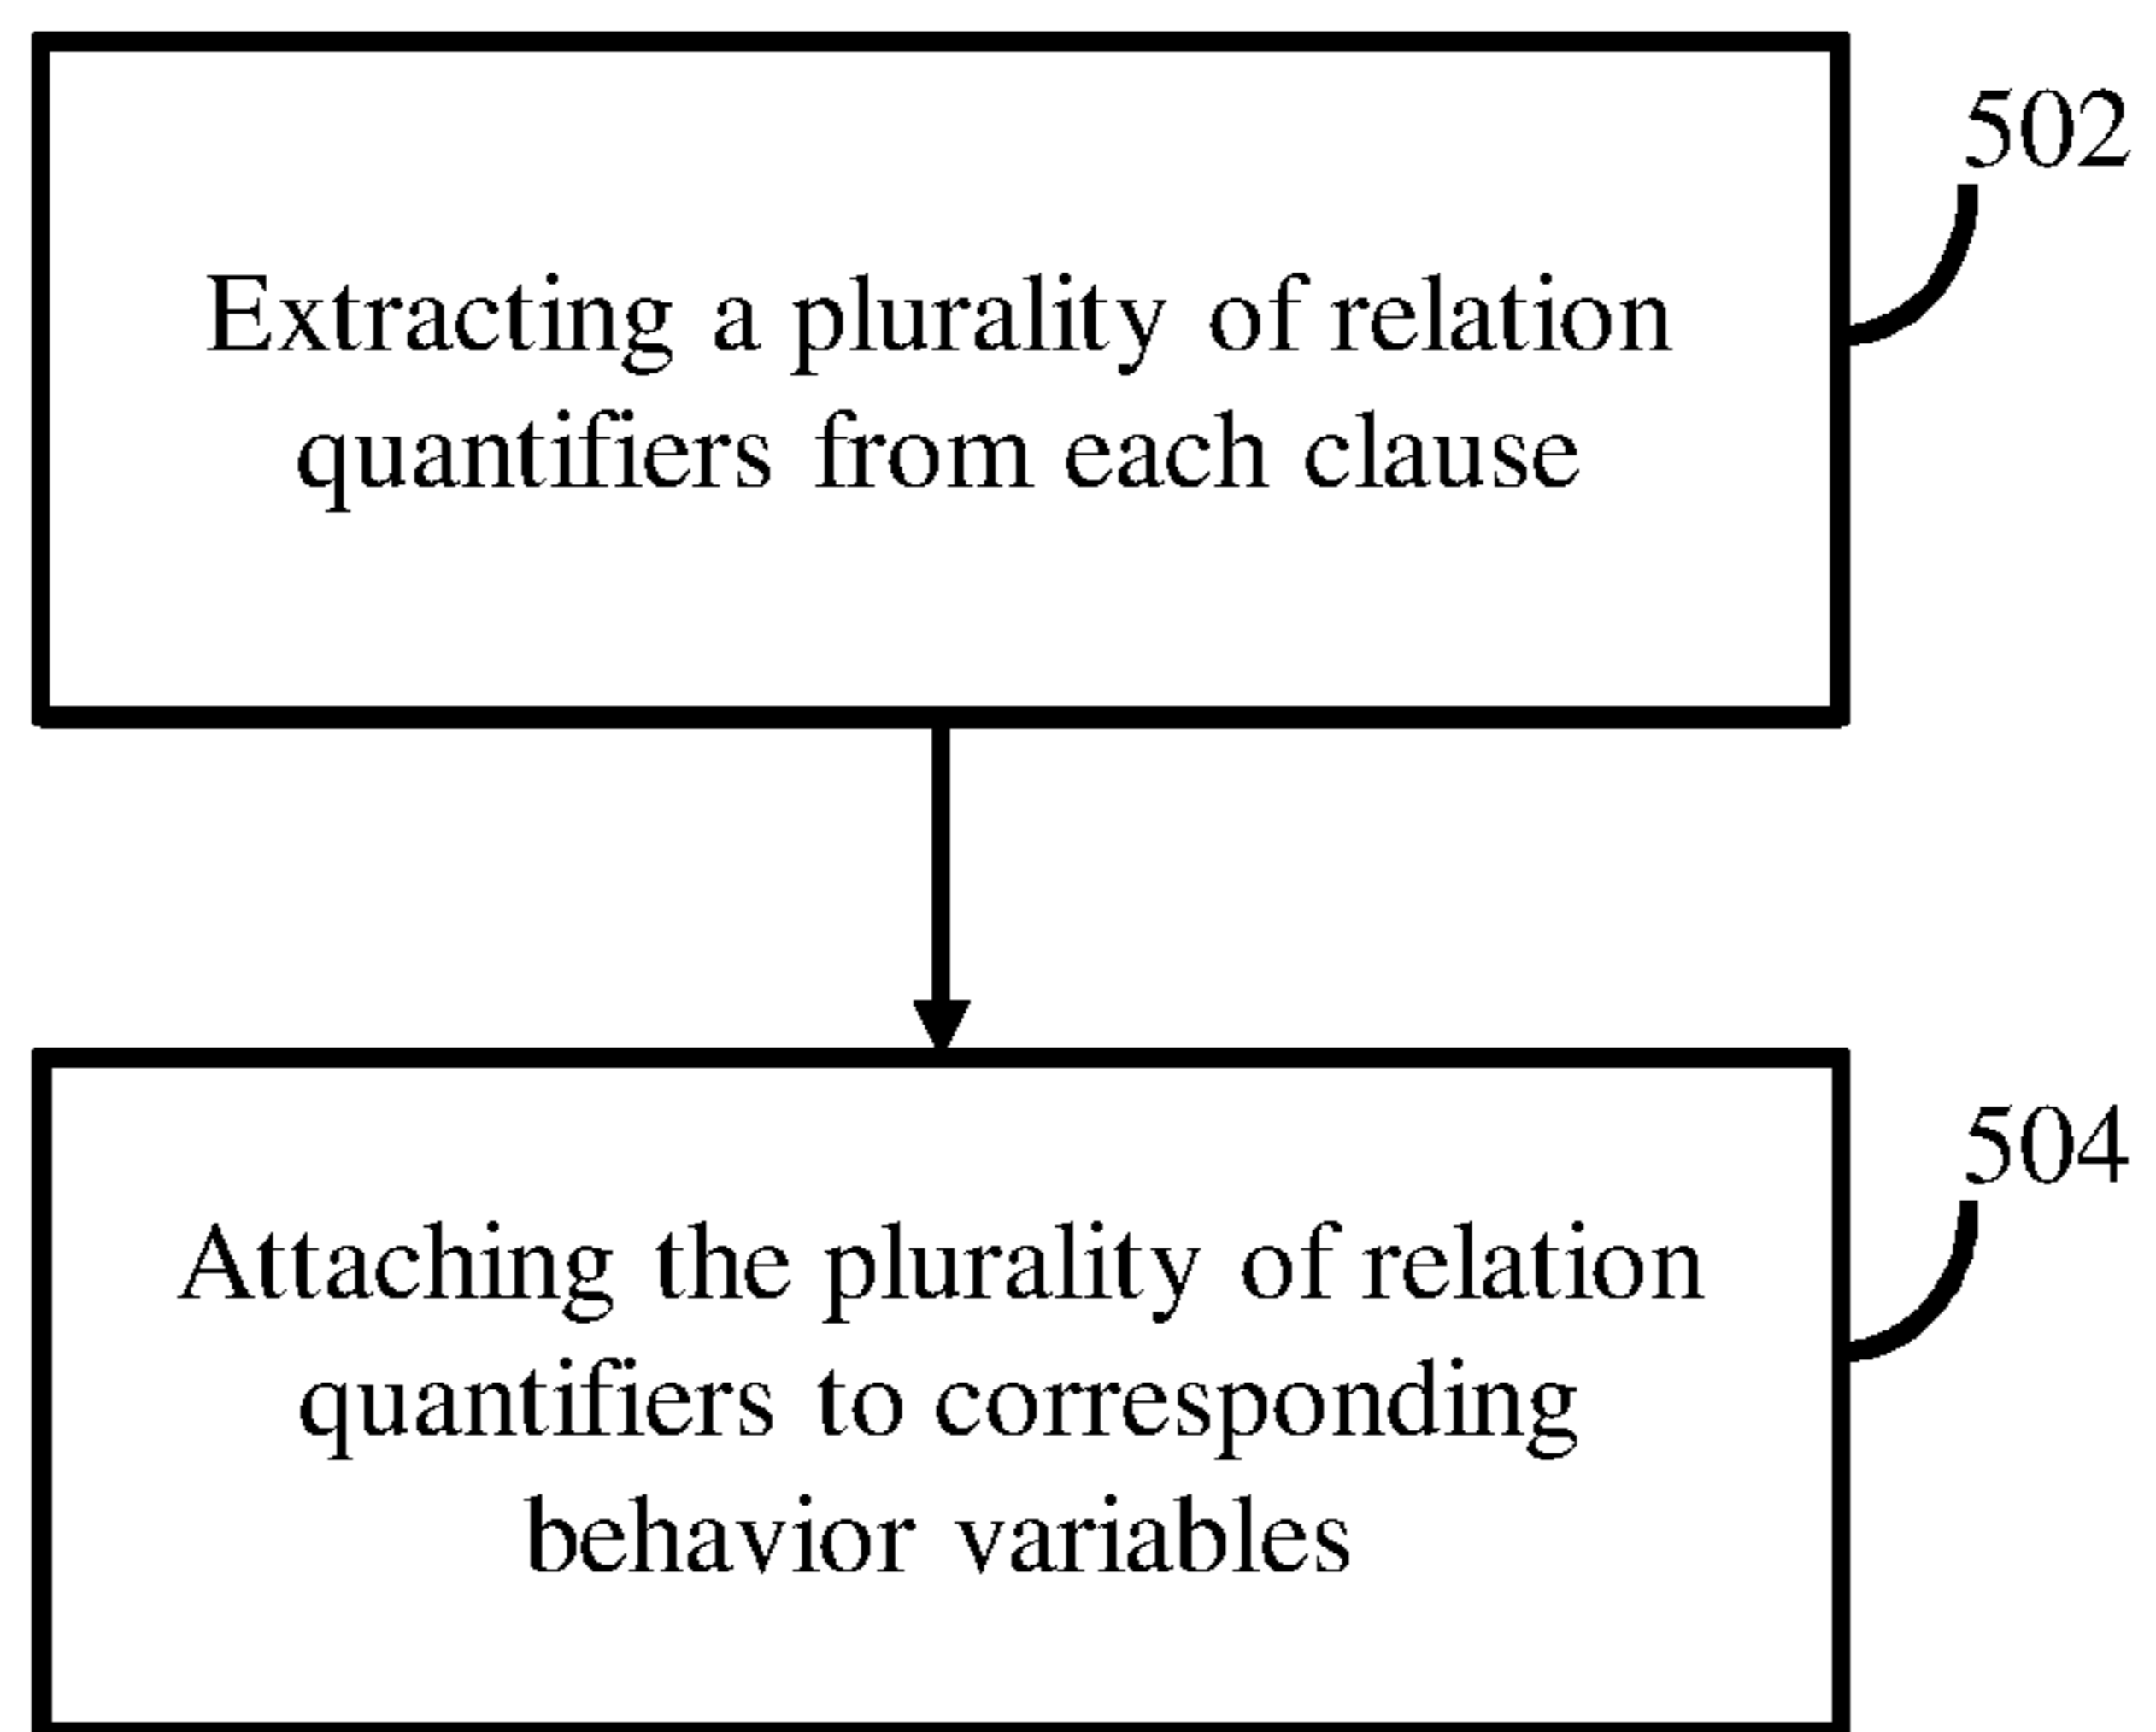 502
Extracting a plurality of relation
quantifiers from each clause
504
Attaching the plurality of relation
quantifiers to corresponding
behavior variables